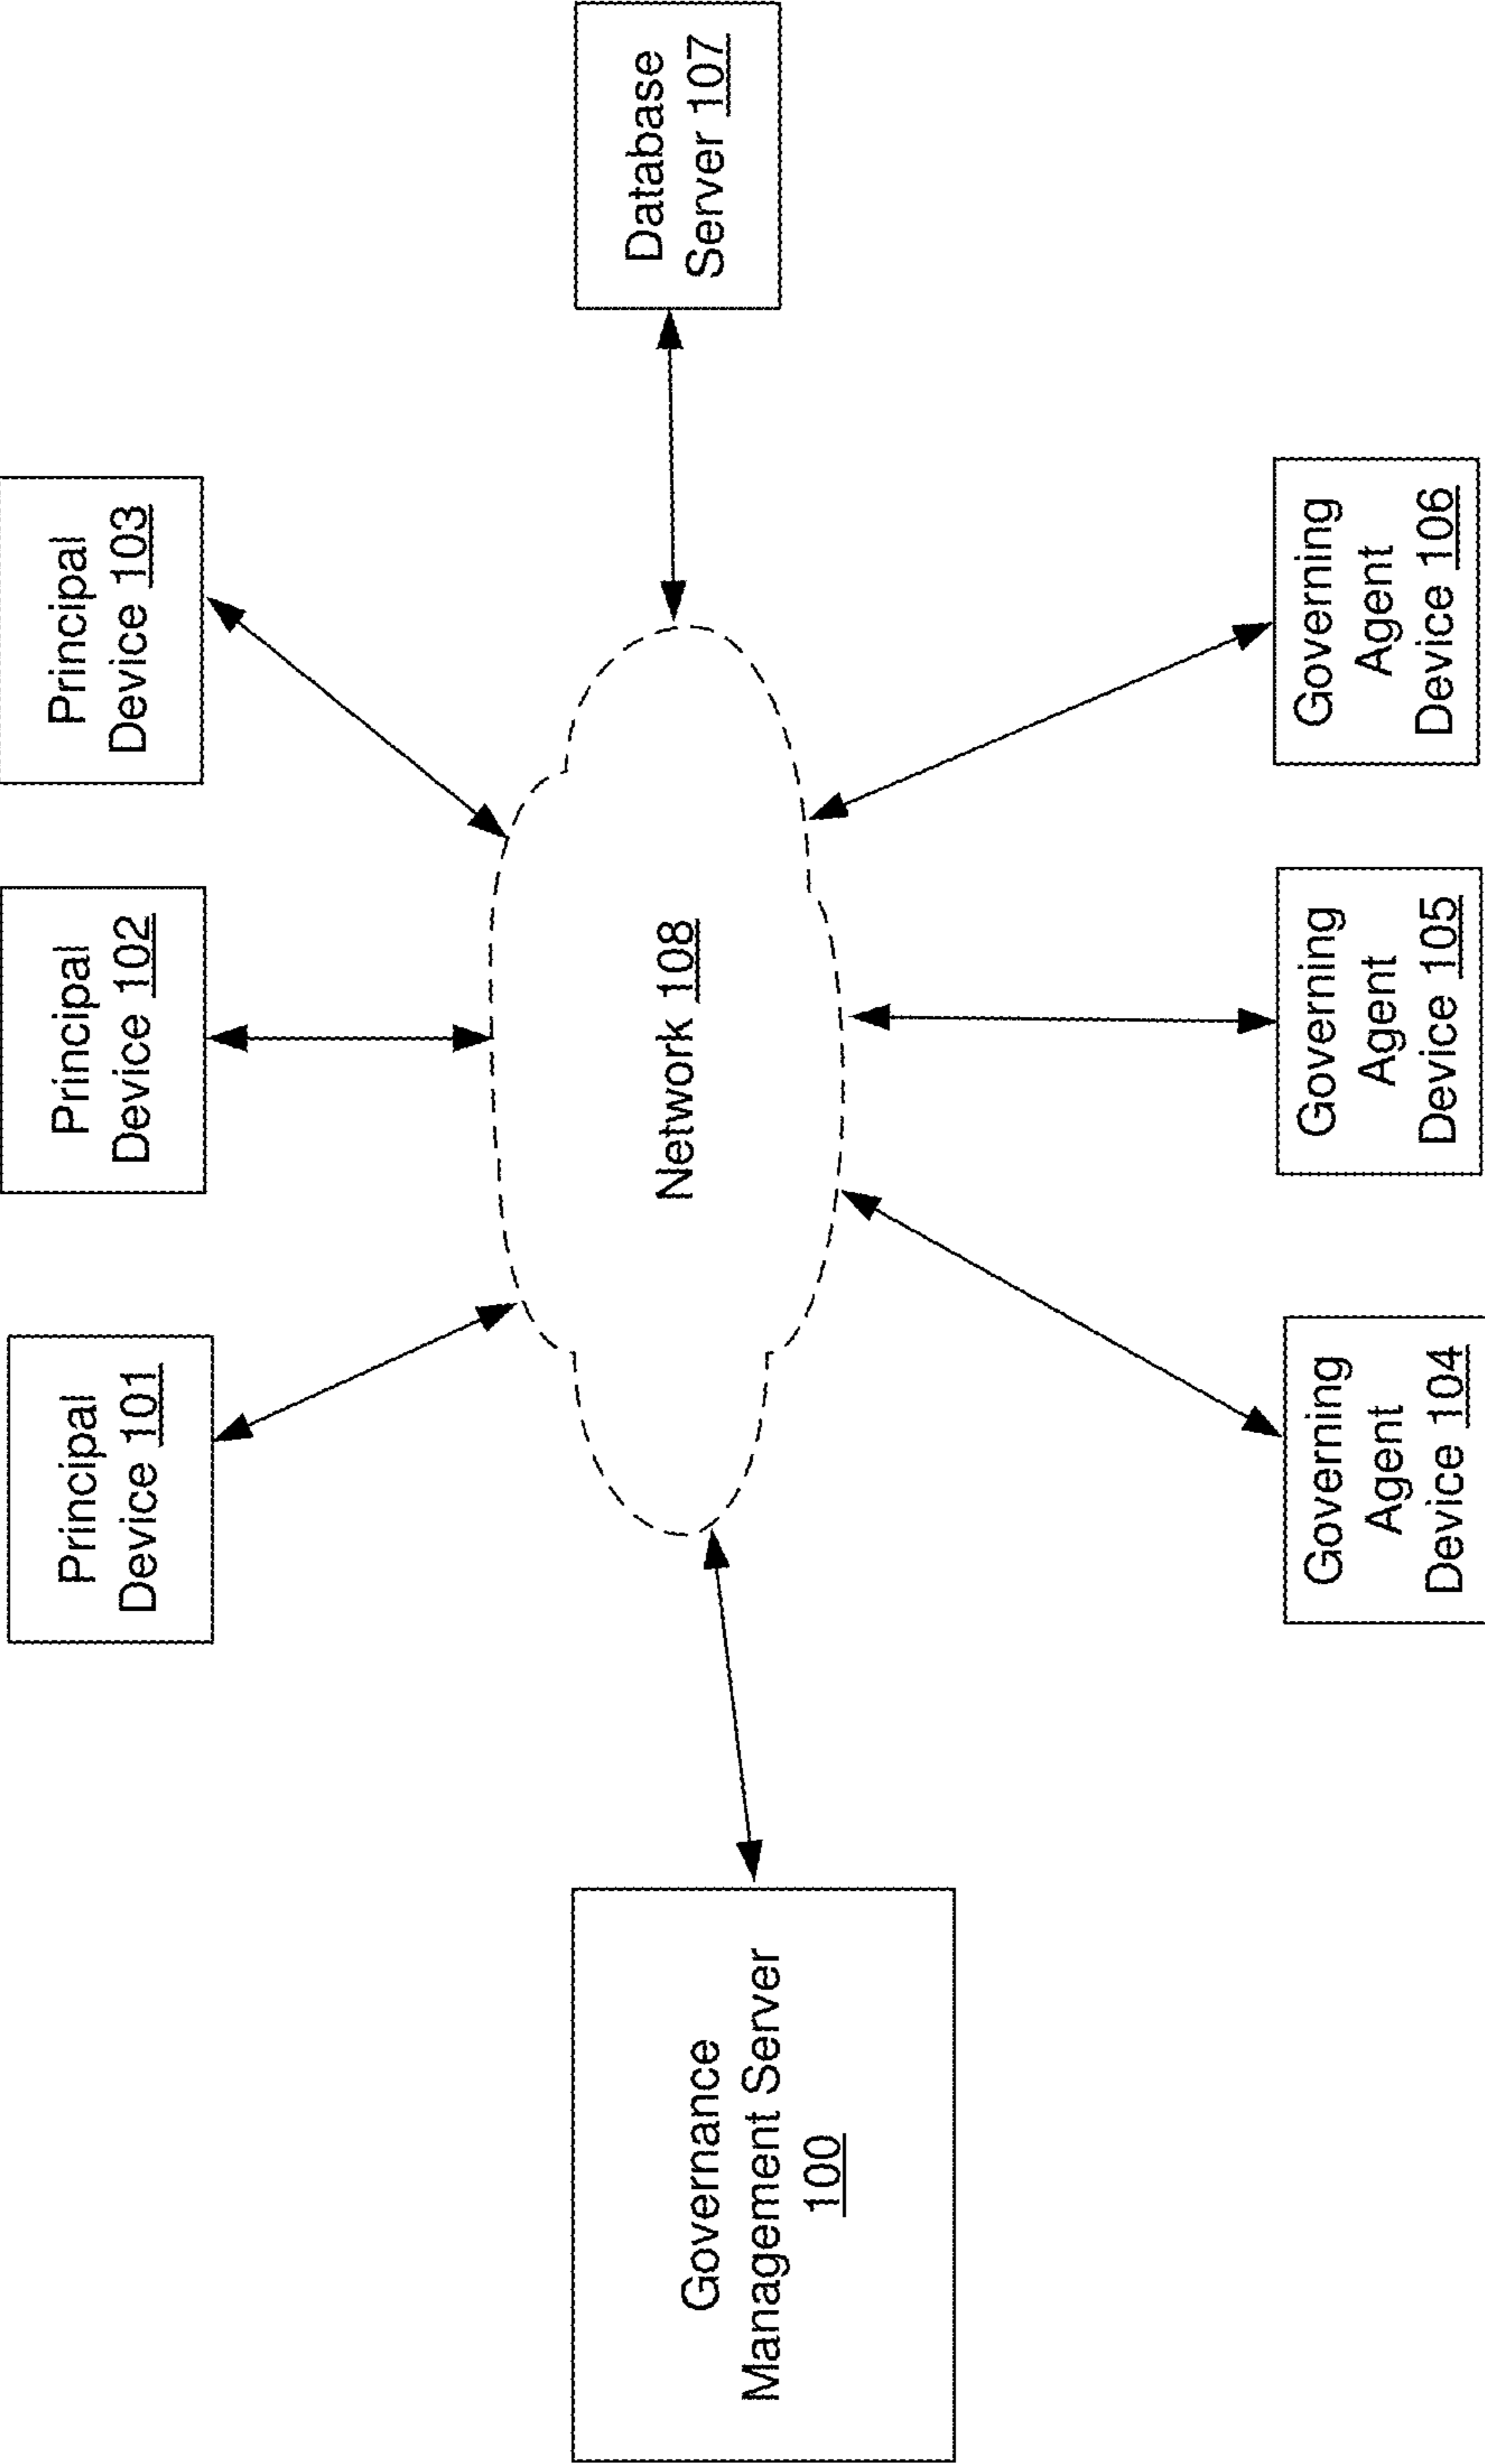 Principal
Device 101
Principal
Device 102
Principal
Device 103
Governance
Management Server
100
Network 108
Database
Server 107
Governing
Agent
Device 104
Governing
Agent
Device 105
Governing
Agent
Device 106